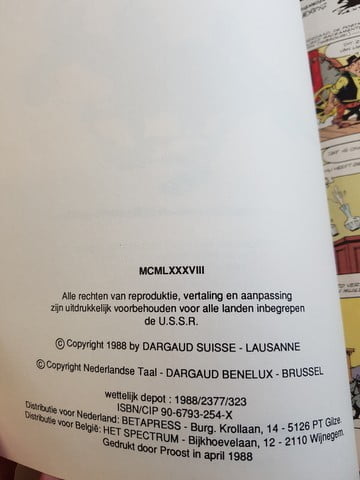 MCMLXXXVIII
Alle rechten van reproduktie, vertaling en aanpassing
zijn uitdrukkelijk voorbehouden voor alle landen inbegrepen
de U.S.S.R.
© Copyright 1988 by DARGAUD SUISSE - LAUSANNE
© Copyright Nederlandse Taal - DARGAUD BENELUX - BRUSSEL
wettelijk depot : 1988/2377/323
ISBN/CIP 90-6793-254-X
Distributie voor Nederland: BETAPRESS - Burg. Krollaan, 14 - 5126 PT Gilze.
Distributie voor België: HET SPECTRUM - Bijkhoevelaan, 12 - 2110 Wijnegem.
Gedrukt door Proost in april 1988